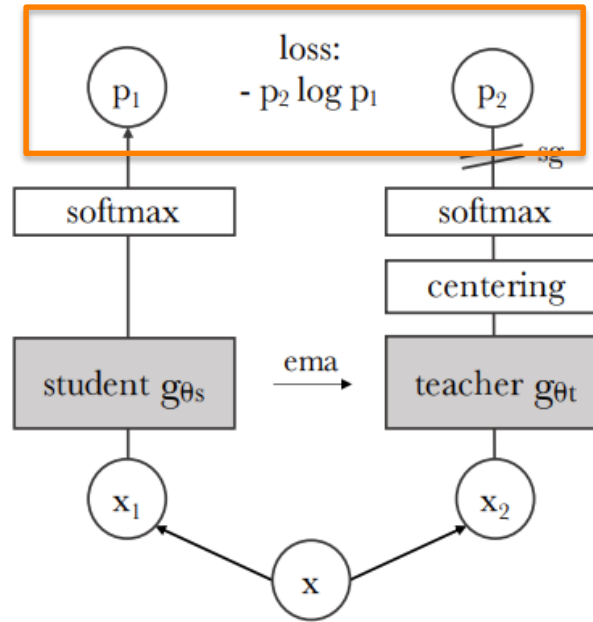 loss:
p₁ - p₂ log p₁ p₂
sg
softmax softmax
centering
student gθs ema teacher gθt
x₁ x₂
x